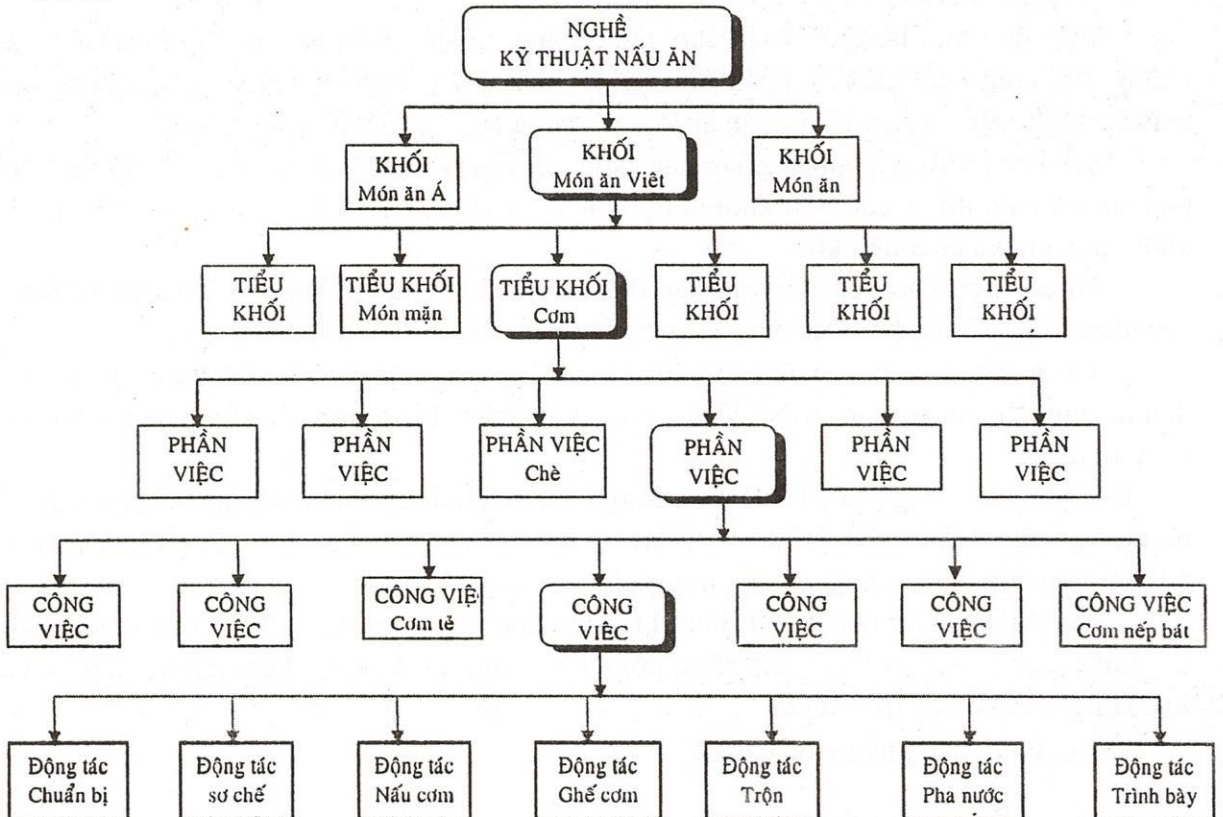 NGHỀ
KỸ THUẬT NẤU ĂN
KHỐI
Món ăn Á
KHỐI
Món ăn Viêt
KHỐI
Món ăn
TIỂU
KHỐI
TIỂU KHỐI
Món mặn
TIỂU KHỐI
Cơm
TIỂU
KHỐI
TIỂU
KHỐI
TIỂU
KHỐI
PHẦN
VIỆC
PHẦN
VIỆC
PHẦN VIỆC
Chè
PHẦN
VIỆC
PHẦN
VIỆC
PHẦN
VIỆC
CÔNG
VIỆC
CÔNG
VIỆC
CÔNG VIỆ
Cơm tẻ
CÔNG
VIÊC
CÔNG
VIỆC
CÔNG
VIỆC
CÔNG VIỆC
Cơm nếp bát
Động tác
Chuẩn bị
Động tác
sơ chế
Động tác
Nấu cơm
Động tác
Ghế cơm
Động tác
Trộn
Động tác
Pha nước
Động tác
Trình bày